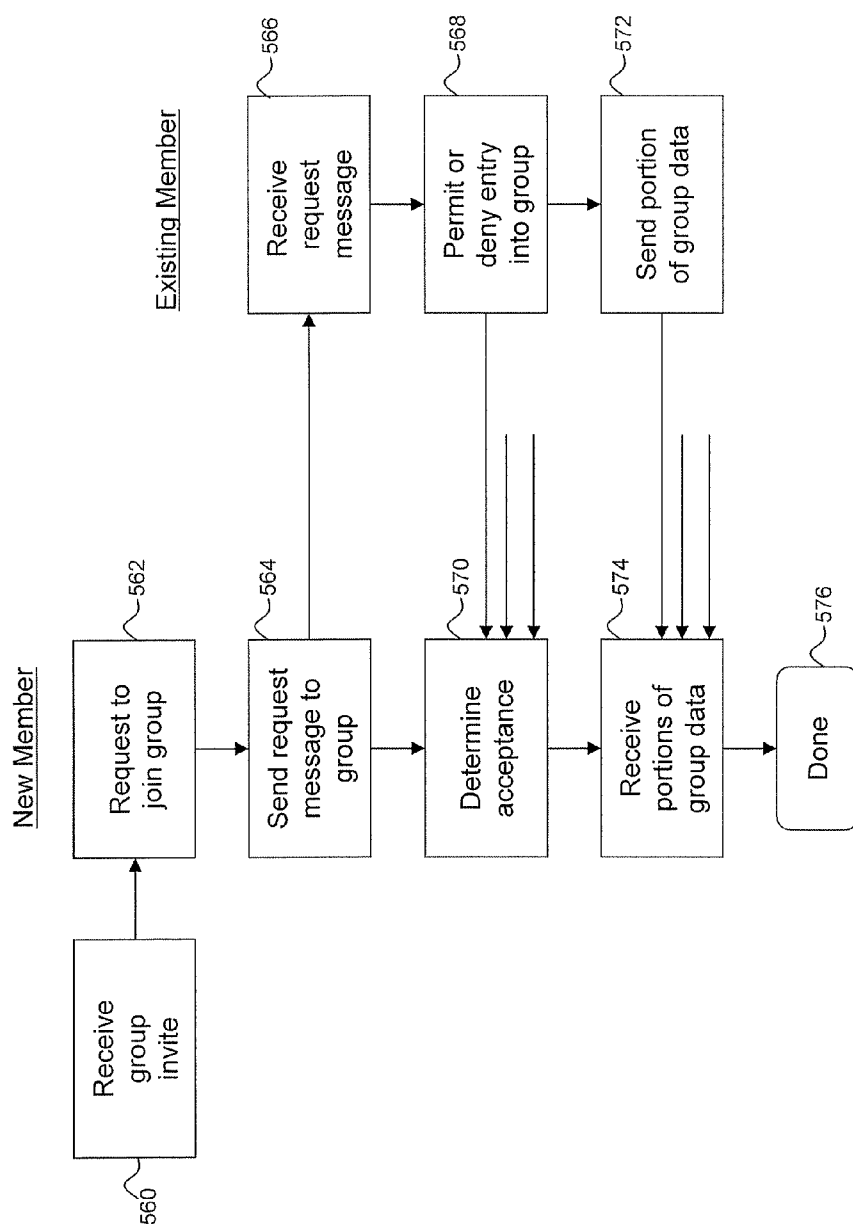 New Member
Existing Member
Receive
group
invite
560
Request to
join group
562
Send request
message to
group
564
Receive
request
message
566
Permit or
deny entry
into group
568
Determine
acceptance
570
Send portion
of group data
572
Receive
portions of
group data
574
Done
576